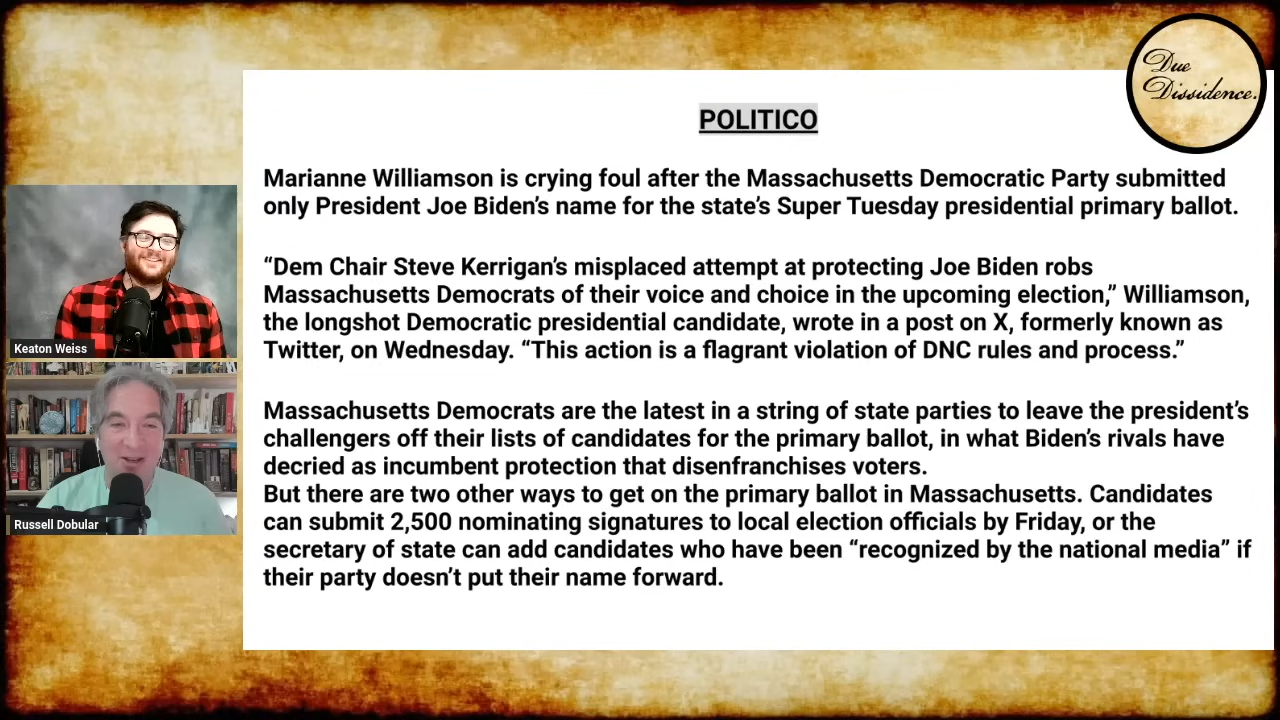 Due
Dissidence.
POLITICO
Marianne Williamson is crying foul after the Massachusetts Democratic Party submitted
only President Joe Biden’s name for the state’s Super Tuesday presidential primary ballot.
“Dem Chair Steve Kerrigan’s misplaced attempt at protecting Joe Biden robs
Massachusetts Democrats of their voice and choice in the upcoming election,” Williamson,
the longshot Democratic presidential candidate, wrote in a post on X, formerly known as
Twitter, on Wednesday. “This action is a flagrant violation of DNC rules and process.”
Massachusetts Democrats are the latest in a string of state parties to leave the president’s
challengers off their lists of candidates for the primary ballot, in what Biden’s rivals have
decried as incumbent protection that disenfranchises voters.
But there are two other ways to get on the primary ballot in Massachusetts. Candidates
can submit 2,500 nominating signatures to local election officials by Friday, or the
secretary of state can add candidates who have been “recognized by the national media” if
their party doesn’t put their name forward.
Keaton Weiss
Russell Dobular